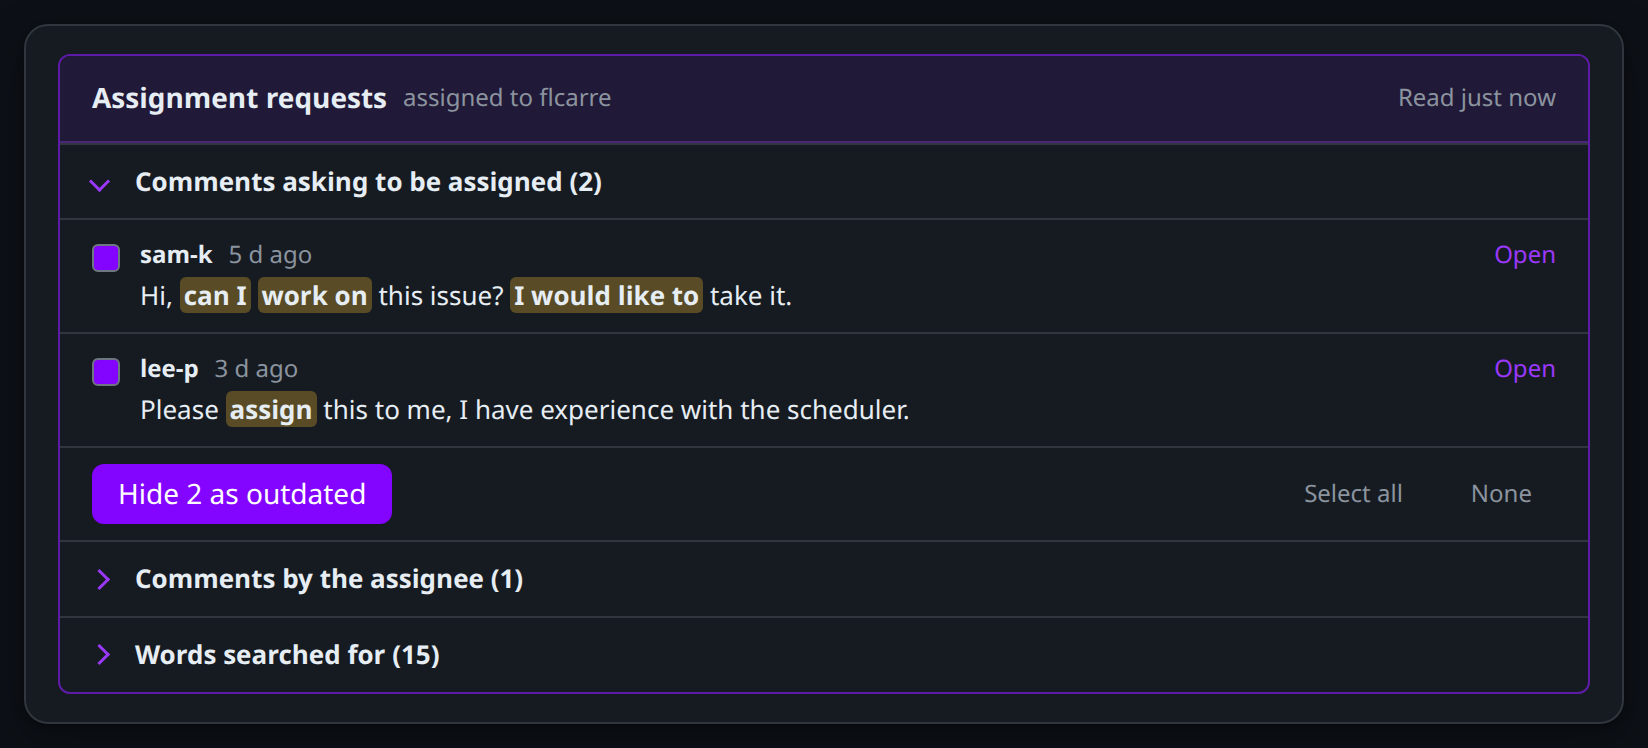 Assignment requests assigned to flcarre Read just now
Comments asking to be assigned (2)
sam-k 5 d ago Open
Hi, can I work on this issue? I would like to take it.
lee-p 3 d ago Open
Please assign this to me, I have experience with the scheduler.
Hide 2 as outdated Select all None
Comments by the assignee (1)
Words searched for (15)